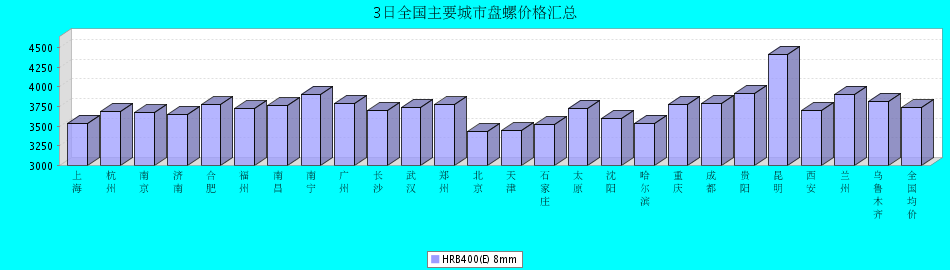 3日全国主要城市盘螺价格汇总
4500
4250
4000
3750
3500
3250
3000
上海
杭州
南京
济南
合肥
福州
南昌
南宁
广州
长沙
武汉
郑州
北京
天津
石家庄
太原
沈阳
哈尔滨
重庆
成都
贵阳
昆明
西安
兰州
乌鲁木齐
全国均价
HRB400(E) 8mm